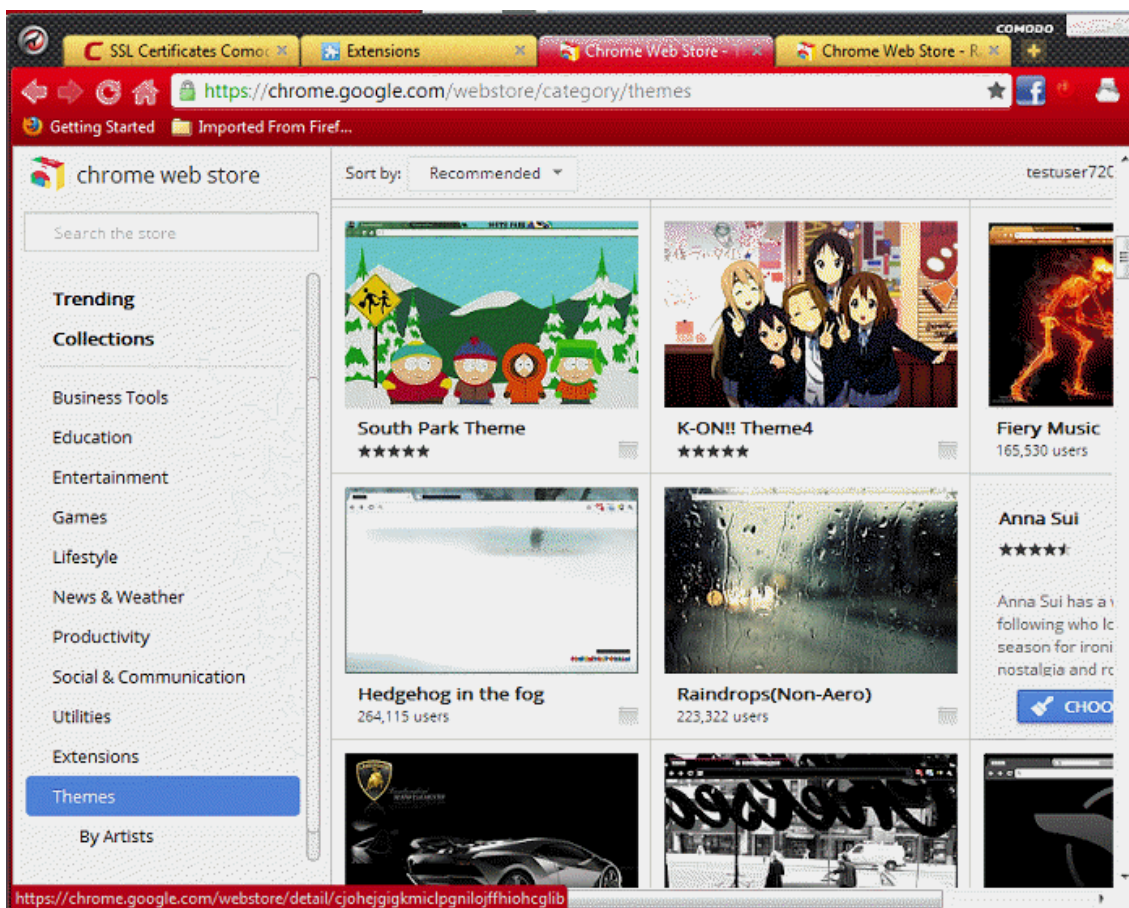 COMODO
SSL Certificates Comoc
Extensions
Chrome Web Store - T
Chrome Web Store - R.
https://chrome.google.com/webstore/category/themes
Getting Started
Imported From Firef...
chrome web store
Sort by:
Recommended
testuser720
Search the store
Trending
Collections
Business Tools
Education
Entertainment
Games
Lifestyle
News & Weather
Productivity
Social & Communication
Utilities
Extensions
Themes
By Artists
South Park Theme
K-ON!! Theme4
Fiery Music
165,530 users
Hedgehog in the fog
264,115 users
Raindrops(Non-Aero)
223,322 users
Anna Sui
Anna Sui has a
following who lo
season for ironi
nostalgia and ro
CHOO
https://chrome.google.com/webstore/detail/cjohejgigkmiclpgnilojffhiohcglib